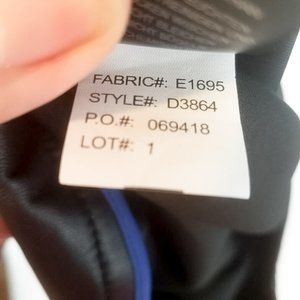 FABRIC#: E1695
STYLE#: D3864
P.O.#: 069418
LOT#: 1